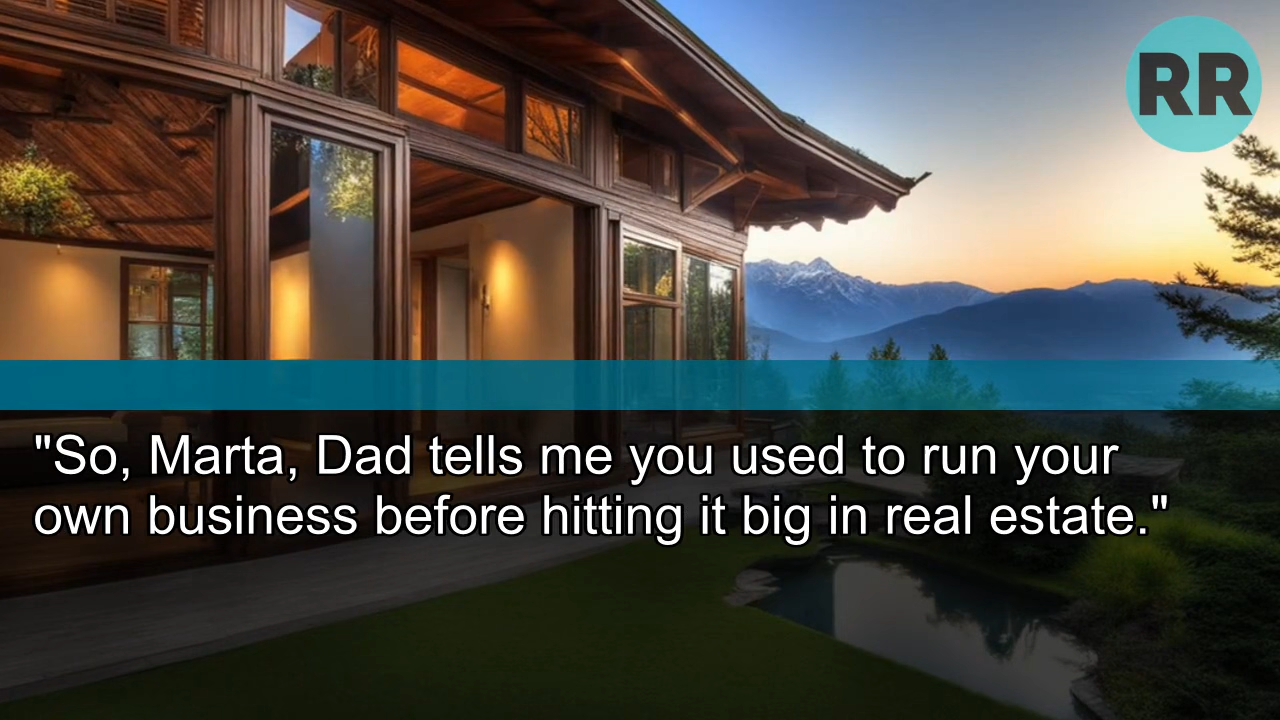 RR
"So, Marta, Dad tells me you used to run your
own business before hitting it big in real estate."